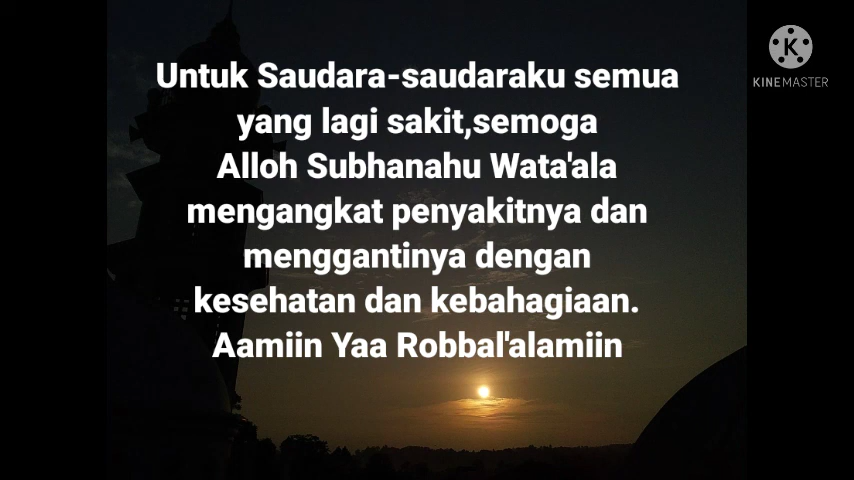 Untuk Saudara-saudaraku semua
yang lagi sakit,semoga
Alloh Subhanahu Wata'ala
mengangkat penyakitnya dan
menggantinya dengan
kesehatan dan kebahagiaan.
Aamiin Yaa Robbal'alamiin
K
KINEMASTER